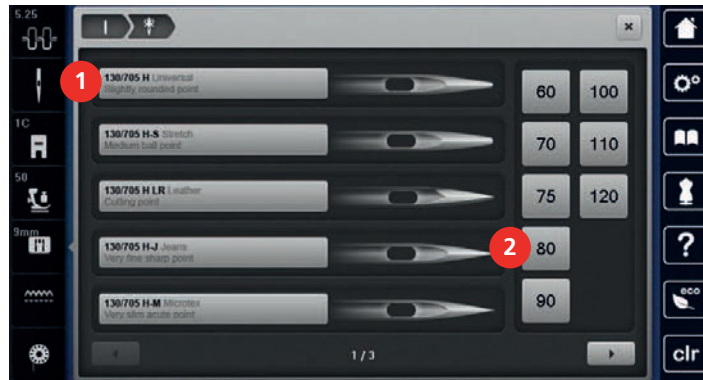 5.25
1
130/705 H Universal
Slightly rounded point
60
100
1C
130/705 H-S Stretch
Medium ball point
70
110
50
130/705 H LR Leather
Cutting point
75
120
9mm
130/705 H-J Jeans
Very fine sharp point
2
80
?
130/705 H-M Microtex
Very slim acute point
90
eco
1 / 3
clr